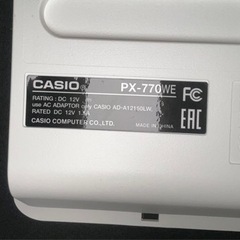 CASIO PX-770WE
RATING: DC 12V
use AC ADAPTOR only CASIO AD-A12150LW.
RATED: DC 12V 1.5A
CASIO COMPUTER CO.,LTD. MADE IN CHINA
FC
EAC